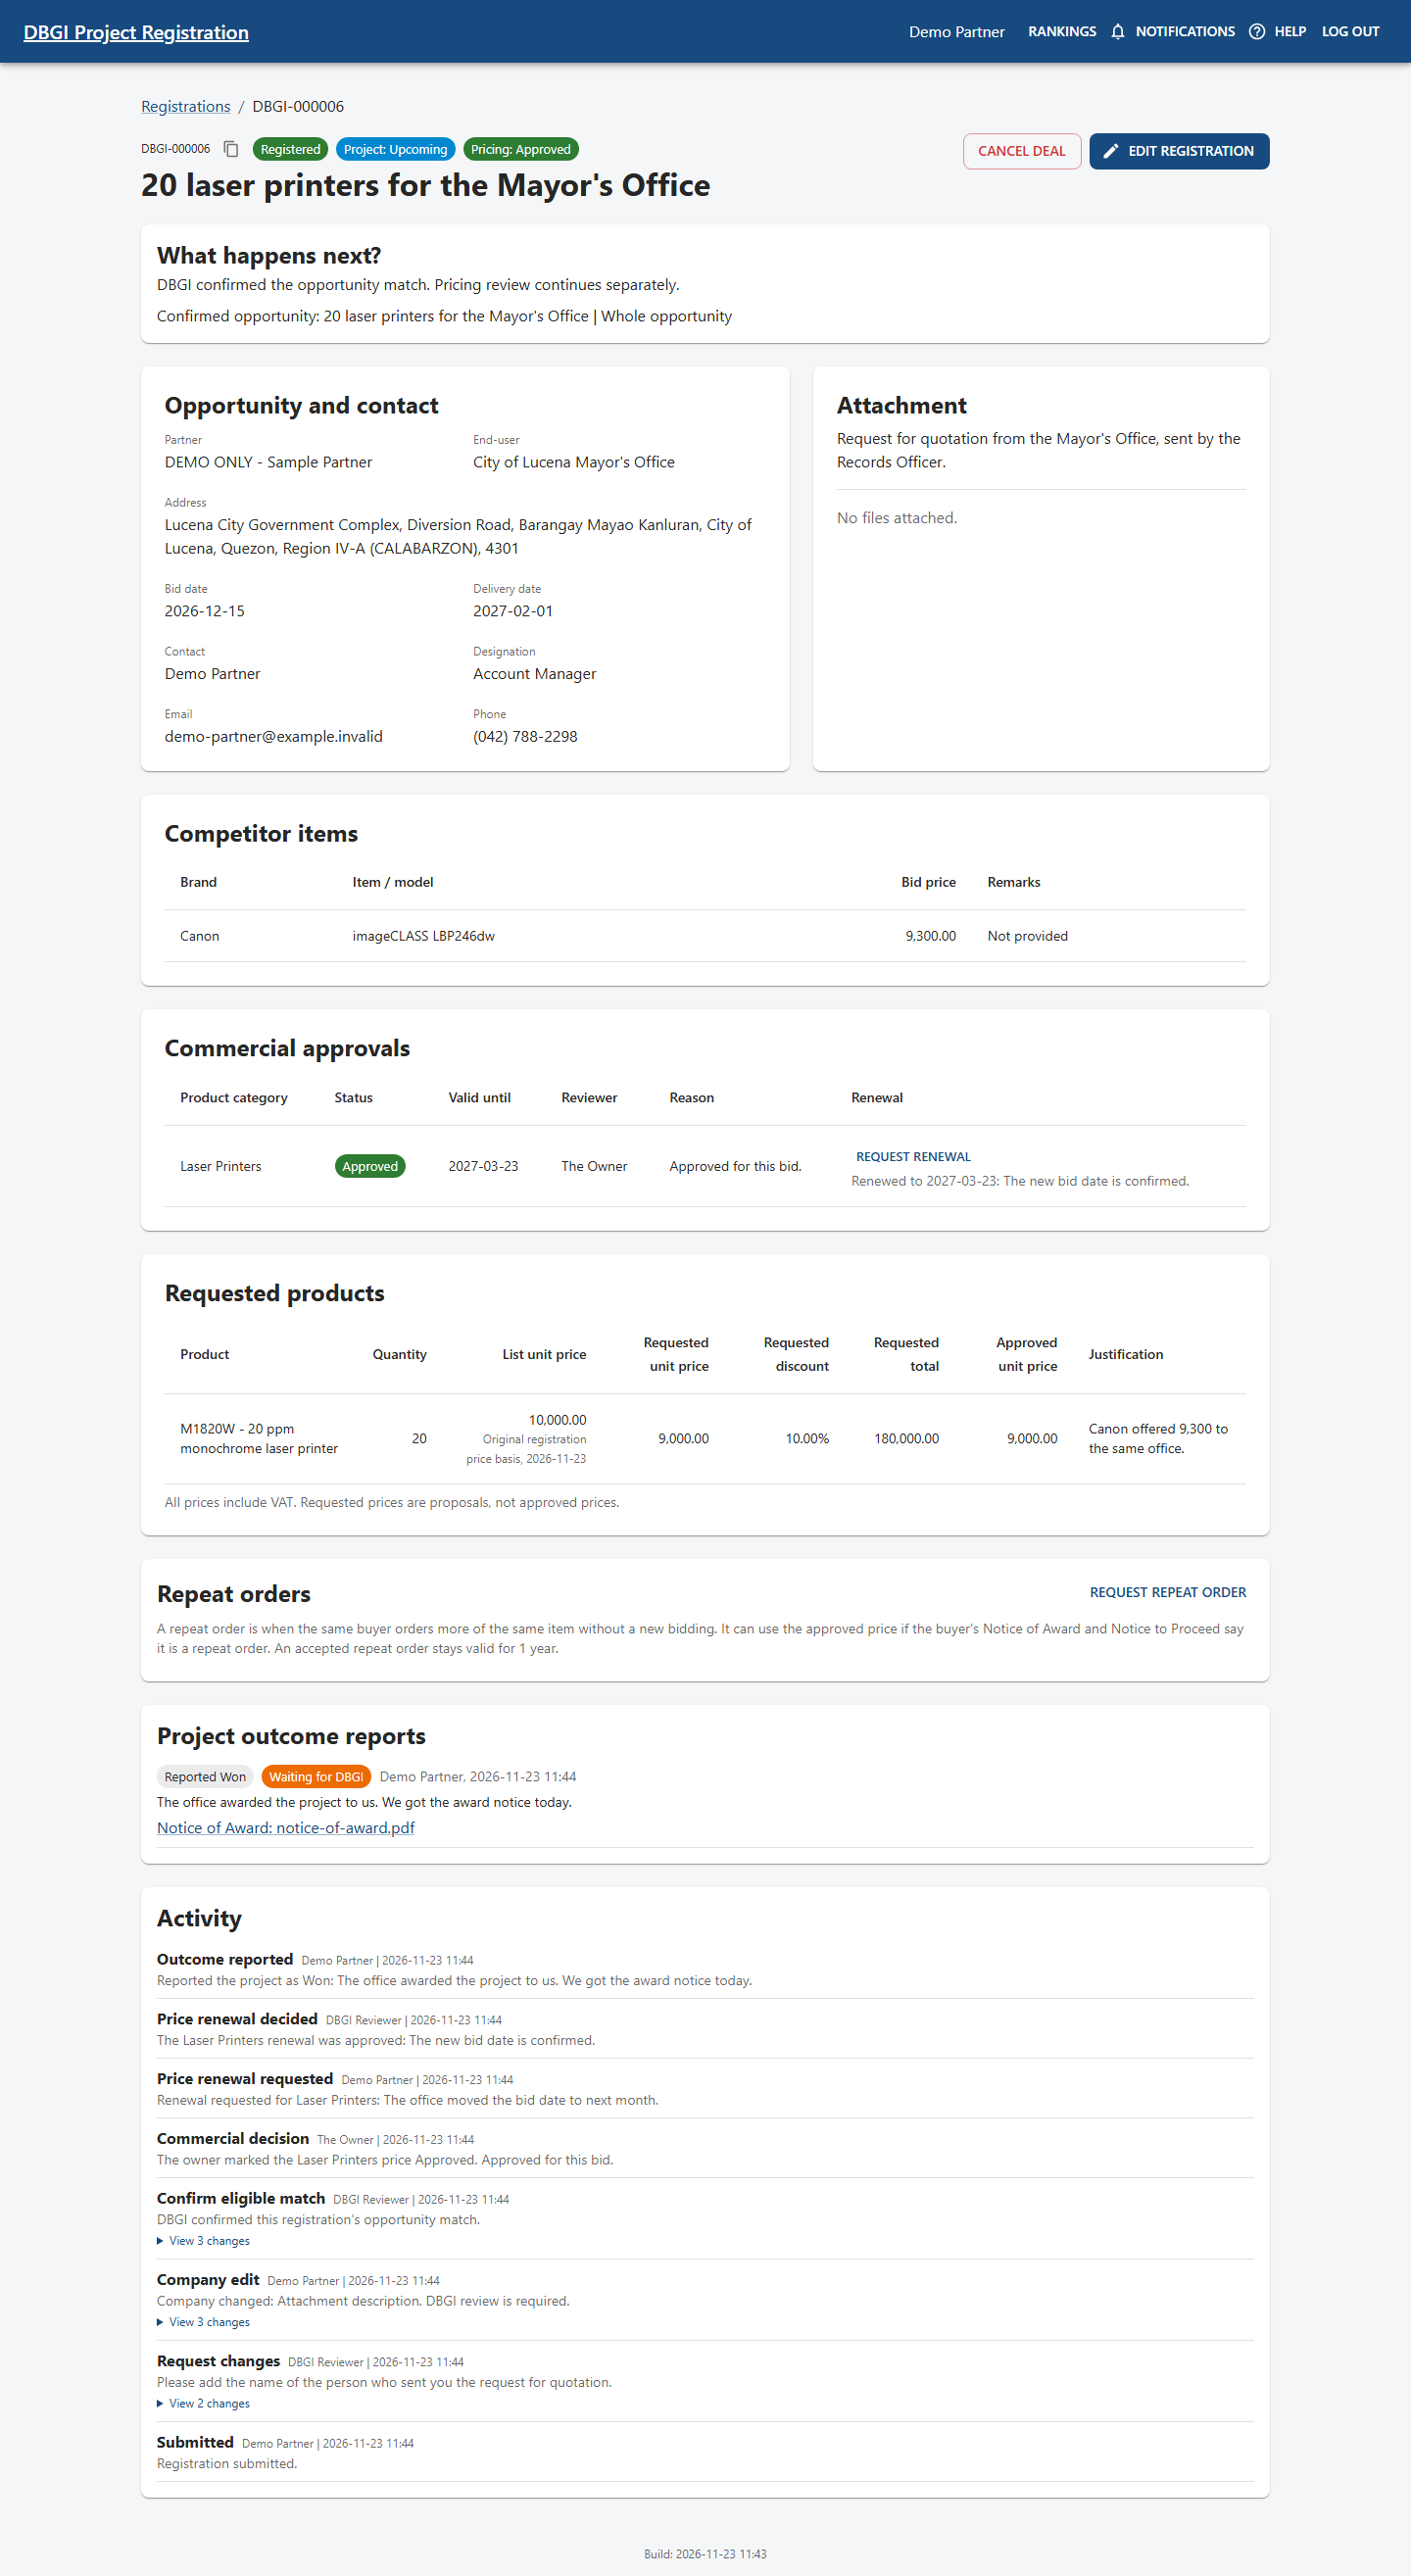 DBGI Project Registration
Demo Partner
RANKINGS
NOTIFICATIONS
HELP
LOG OUT
Registrations / DBGI-000006
DBGI-000006
Registered
Project: Upcoming
Pricing: Approved
CANCEL DEAL
EDIT REGISTRATION
20 laser printers for the Mayor's Office
What happens next?
DBGI confirmed the opportunity match. Pricing review continues separately.
Confirmed opportunity: 20 laser printers for the Mayor's Office | Whole opportunity
Opportunity and contact
Partner
DEMO ONLY - Sample Partner
End-user
City of Lucena Mayor's Office
Address
Lucena City Government Complex, Diversion Road, Barangay Mayao Kanluran, City of
Lucena, Quezon, Region IV-A (CALABARZON), 4301
Bid date
2026-12-15
Delivery date
2027-02-01
Contact
Demo Partner
Designation
Account Manager
Email
demo-partner@example.invalid
Phone
(042) 788-2298
Attachment
Request for quotation from the Mayor's Office, sent by the
Records Officer.
No files attached.
Competitor items
Brand Item / model Bid price Remarks
Canon imageCLASS LBP246dw 9,300.00 Not provided
Commercial approvals
Product category Status Valid until Reviewer Reason Renewal
Laser Printers Approved 2027-03-23 The Owner Approved for this bid.
REQUEST RENEWAL
Renewed to 2027-03-23: The new bid date is confirmed.
Requested products
Product
Quantity
List unit price
Requested
unit price
Requested
discount
Requested
total
Approved
unit price
Justification
M1820W - 20 ppm
monochrome laser printer
20
10,000.00
Original registration
price basis, 2026-11-23
9,000.00
10.00%
180,000.00
9,000.00
Canon offered 9,300 to
the same office.
All prices include VAT. Requested prices are proposals, not approved prices.
Repeat orders
REQUEST REPEAT ORDER
A repeat order is when the same buyer orders more of the same item without a new bidding. It can use the approved price if the buyer's Notice of Award and Notice to Proceed say
it is a repeat order. An accepted repeat order stays valid for 1 year.
Project outcome reports
Reported Won Waiting for DBGI Demo Partner, 2026-11-23 11:44
The office awarded the project to us. We got the award notice today.
Notice of Award: notice-of-award.pdf
Activity
Outcome reported Demo Partner | 2026-11-23 11:44
Reported the project as Won: The office awarded the project to us. We got the award notice today.
Price renewal decided DBGI Reviewer | 2026-11-23 11:44
The Laser Printers renewal was approved: The new bid date is confirmed.
Price renewal requested Demo Partner | 2026-11-23 11:44
Renewal requested for Laser Printers: The office moved the bid date to next month.
Commercial decision The Owner | 2026-11-23 11:44
The owner marked the Laser Printers price Approved. Approved for this bid.
Confirm eligible match DBGI Reviewer | 2026-11-23 11:44
DBGI confirmed this registration's opportunity match.
View 3 changes
Company edit Demo Partner | 2026-11-23 11:44
Company changed: Attachment description. DBGI review is required.
View 3 changes
Request changes DBGI Reviewer | 2026-11-23 11:44
Please add the name of the person who sent you the request for quotation.
View 2 changes
Submitted Demo Partner | 2026-11-23 11:44
Registration submitted.
Build: 2026-11-23 11:43